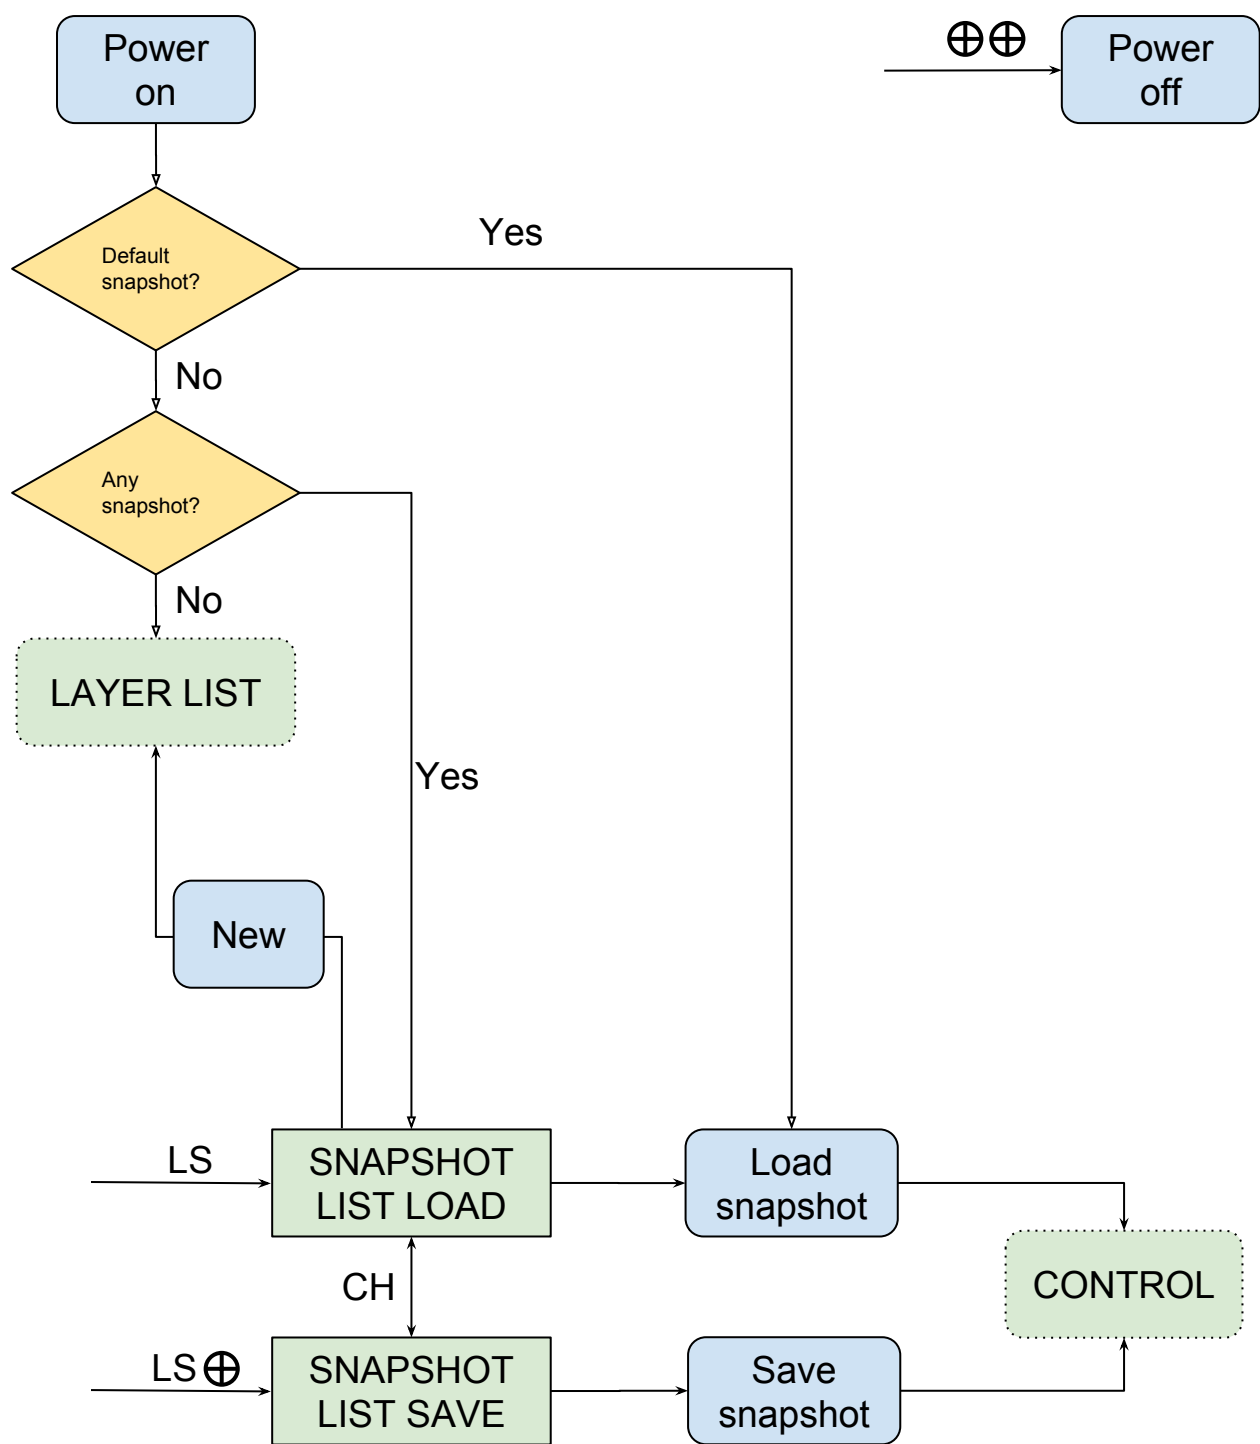 Power
on
⊕⊕
Power
off
Yes
Default
snapshot?
No
Any
snapshot?
No
LAYER LIST
Yes
New
LS
SNAPSHOT
LIST LOAD
Load
snapshot
CH
CONTROL
LS⊕
SNAPSHOT
LIST SAVE
Save
snapshot